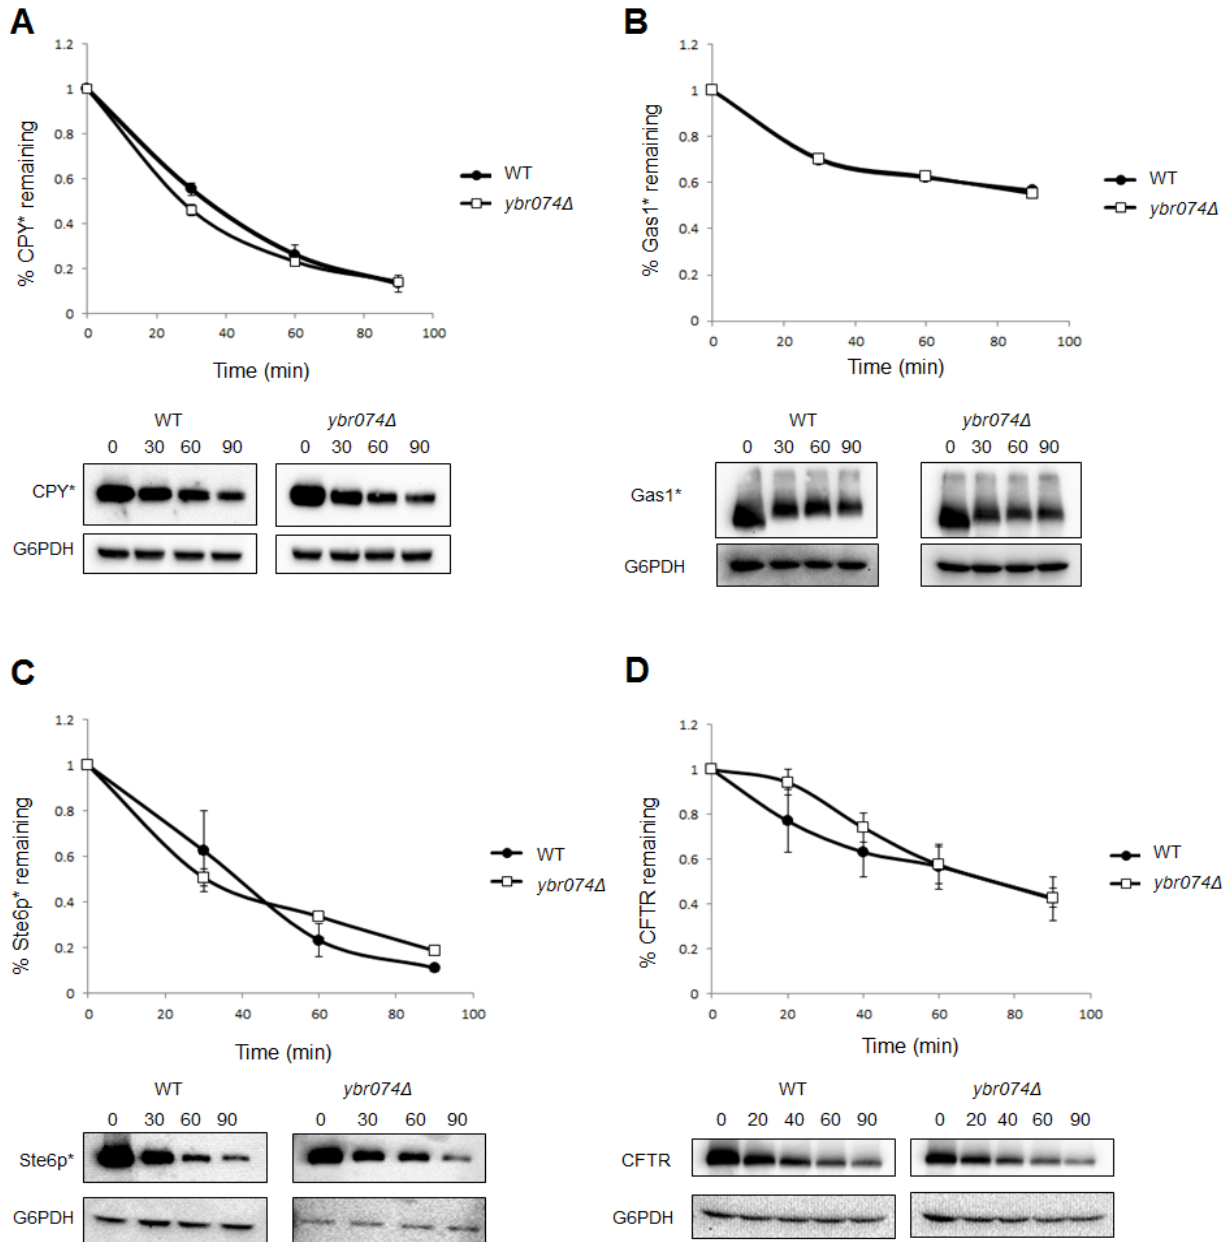 A
1.2
1
0.8
0.6
0.4
0.2
0
0 20 40 60 80 100
% CPY* remaining
Time (min)
WT
ybr074Δ
WT ybr074Δ
0 30 60 90 0 30 60 90
CPY*
G6PDH
B
1.2
1
0.8
0.6
0.4
0.2
0
0 20 40 60 80 100
% Gas1* remaining
Time (min)
WT
ybr074Δ
WT ybr074Δ
0 30 60 90 0 30 60 90
Gas1*
G6PDH
C
1.2
1
0.8
0.6
0.4
0.2
0
0 20 40 60 80 100
% Ste6p* remaining
Time (min)
WT
ybr074Δ
WT ybr074Δ
0 30 60 90 0 30 60 90
Ste6p*
G6PDH
D
1.2
1
0.8
0.6
0.4
0.2
0
0 20 40 60 80 100
% CFTR remaining
Time (min)
WT
ybr074Δ
WT ybr074Δ
0 20 40 60 90 0 20 40 60 90
CFTR
G6PDH